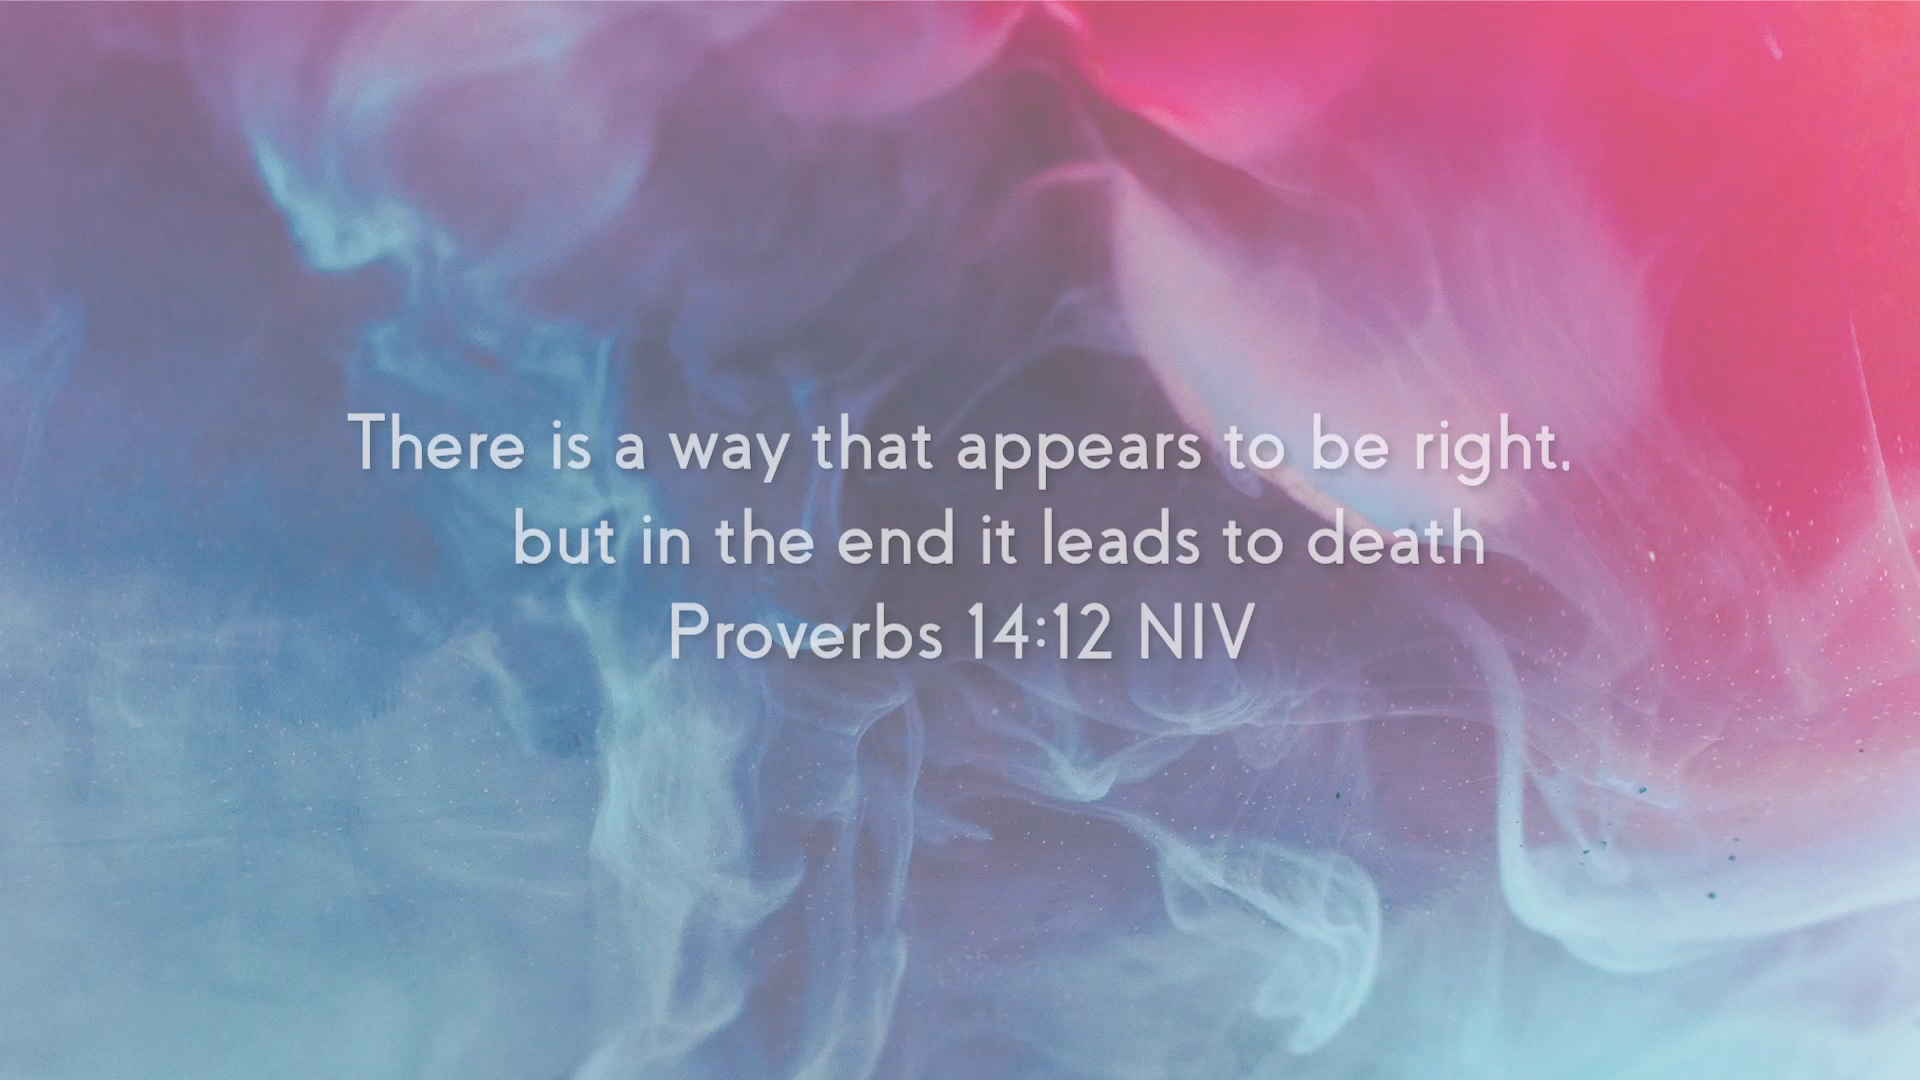 There is a way that appears to be right,
but in the end it leads to death
Proverbs 14:12 NIV